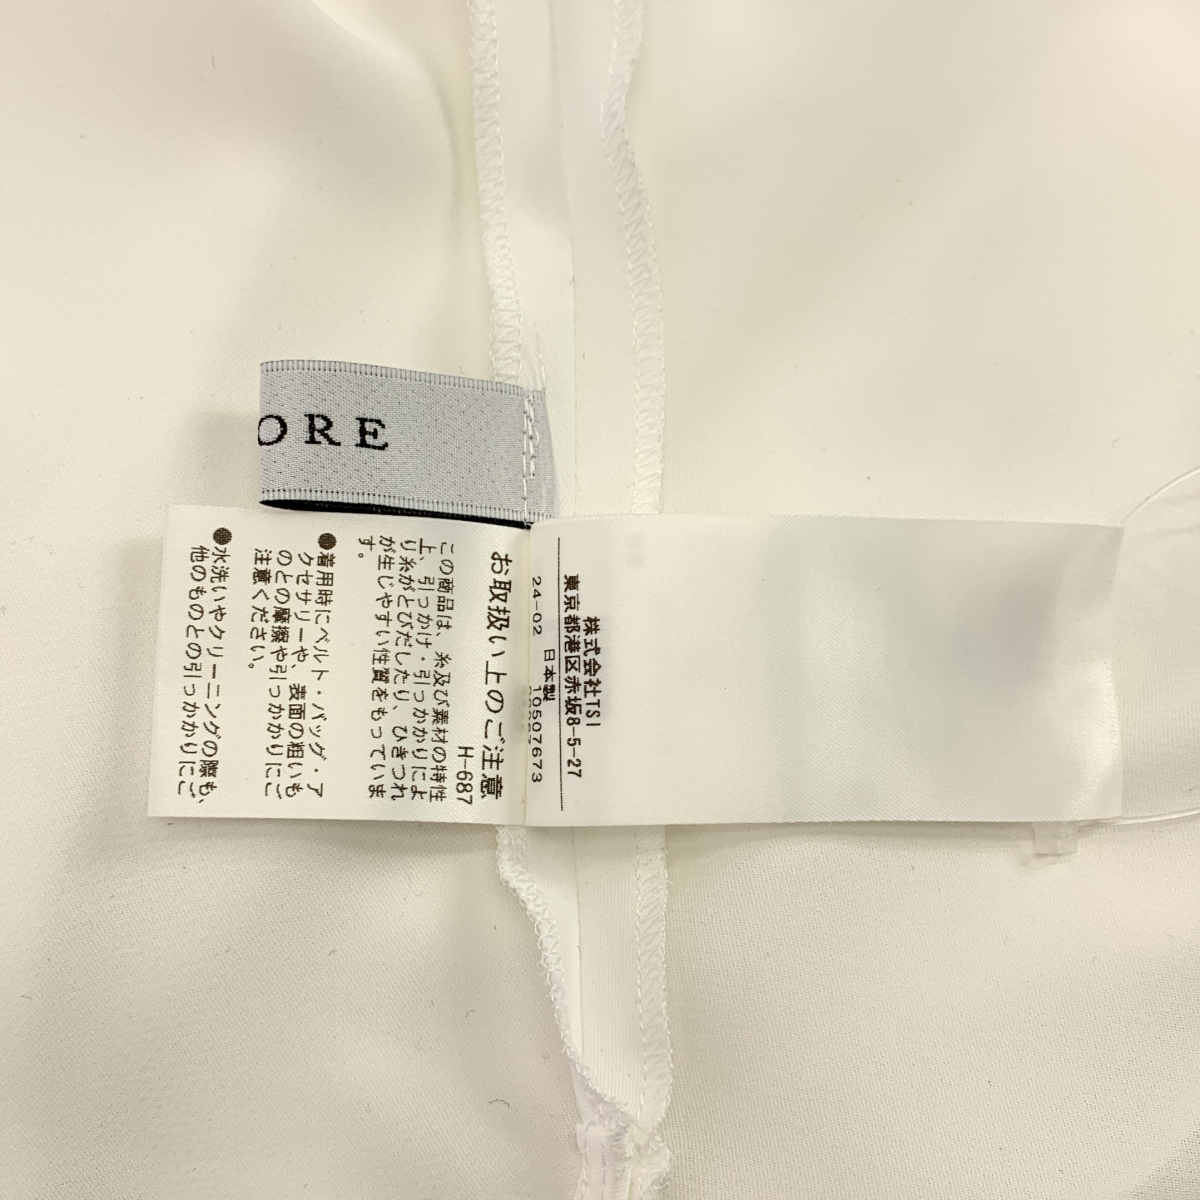 ORE
お取扱い上のご注意
H-687
この商品は、糸及び素材の特性
上、引っかけ・引っかかりによ
り糸がとびだしたり、ひきつれ
が生じやすい性質をもっていま
す。
●着用時にベルト・バッグ・ア
クセサリーや、表面の粗いも
のとの摩擦や引っかかりにご
注意ください。
●水洗いやクリーニングの際も、
他のものとの引っかかりにご
株式会社TSI
東京都港区赤坂8-5-27
24-02 日本製 10507673